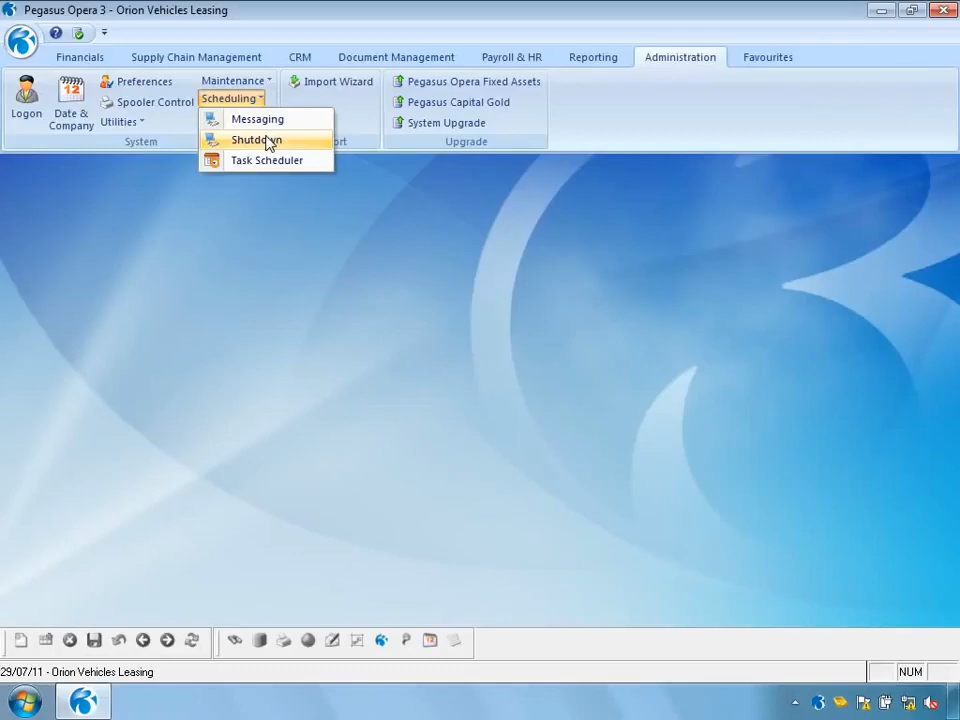 Pegasus Opera 3 - Orion Vehicles Leasing
Financials Supply Chain Management CRM Document Management Payroll & HR Reporting Administration Favourites
Logon
Date & Company
Preferences
Spooler Control
Utilities
Maintenance
Scheduling
Import Wizard
Pegasus Opera Fixed Assets
Pegasus Capital Gold
System Upgrade
System
Upgrade
Messaging
Shutdown
Task Scheduler
29/07/11 - Orion Vehicles Leasing
NUM